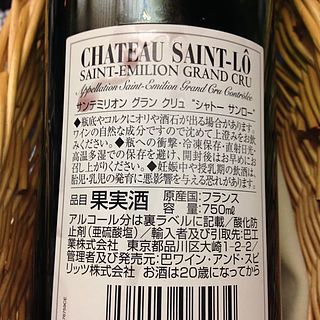 CHATEAU SAINT-LÔ
SAINT-EMILION GRAND CRU
Appellation Saint-Emilion Grand Cru Controlée
サンテミリオン グラン クリュ "シャトー サンロー"
◆瓶底やコルクにオリや酒石が出る場合があります。
ワインの自然な成分ですので沈めて上澄をお飲
みください。◆瓶への衝撃・冷凍保存・直射日光・
高温多湿での保存を避け、開封後はお早めにお
召し上がりください。◆妊娠中や授乳期の飲酒は、
胎児・乳児の発育に悪影響を与える恐れがあります。
品目 果実酒 原産国:フランス
容量:750ml
アルコール分は裏ラベルに記載/酸化防
止剤(亜硫酸塩)/輸入者及び引取先:巴工
業株式会社 東京都品川区大崎1-2-2/
管理者及び発売元:巴ワイン・アンド・スピ
リッツ株式会社 お酒は20歳になってから